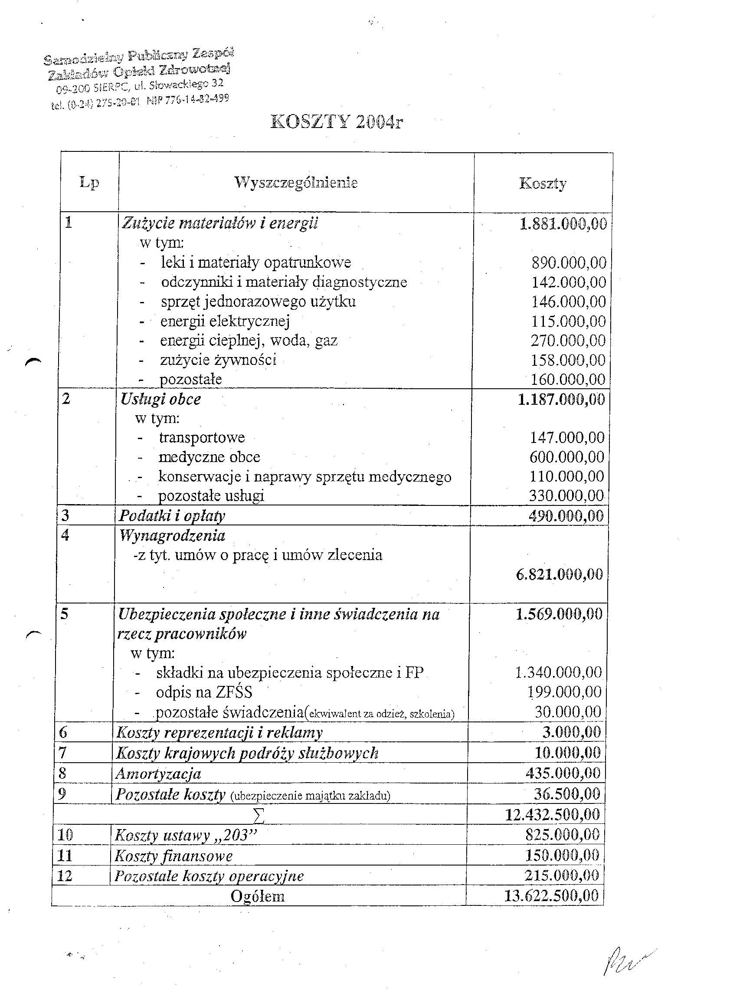 Samodzielny Publiczny Zespół
Zakładów Opieki Zdrowotnej
09-200 SIERPC, ul. Słowackiego 32
tel. (0-24) 275-20-01 NIP 776-14-82-499
KOSZTY 2004r
Lp Wyszczególnienie Koszty
1 Zużycie materiałów i energii 1.881.000,00
w tym:
- leki i materiały opatrunkowe 890.000,00
- odczynniki i materiały diagnostyczne 142.000,00
- sprzęt jednorazowego użytku 146.000,00
- energii elektrycznej 115.000,00
- energii cieplnej, woda, gaz 270.000,00
- zużycie żywności 158.000,00
- pozostałe 160.000,00
2 Usługi obce 1.187.000,00
w tym:
- transportowe 147.000,00
- medyczne obce 600.000,00
- konserwacje i naprawy sprzętu medycznego 110.000,00
- pozostałe usługi 330.000,00
3 Podatki i opłaty 490.000,00
4 Wynagrodzenia
-z tyt. umów o pracę i umów zlecenia
6.821.000,00
5 Ubezpieczenia społeczne i inne świadczenia na 1.569.000,00
rzecz pracowników
w tym:
- składki na ubezpieczenia społeczne i FP 1.340.000,00
- odpis na ZFŚS 199.000,00
- pozostałe świadczenia(ekwiwalent za odzież, szkolenia) 30.000,00
6 Koszty reprezentacji i reklamy 3.000,00
7 Koszty krajowych podróży służbowych 10.000,00
8 Amortyzacja 435.000,00
9 Pozostałe koszty (ubezpieczenie majątku zakładu) 36.500,00
∑ 12.432.500,00
10 Koszty ustawy „203” 825.000,00
11 Koszty finansowe 150.000,00
12 Pozostałe koszty operacyjne 215.000,00
Ogółem 13.622.500,00